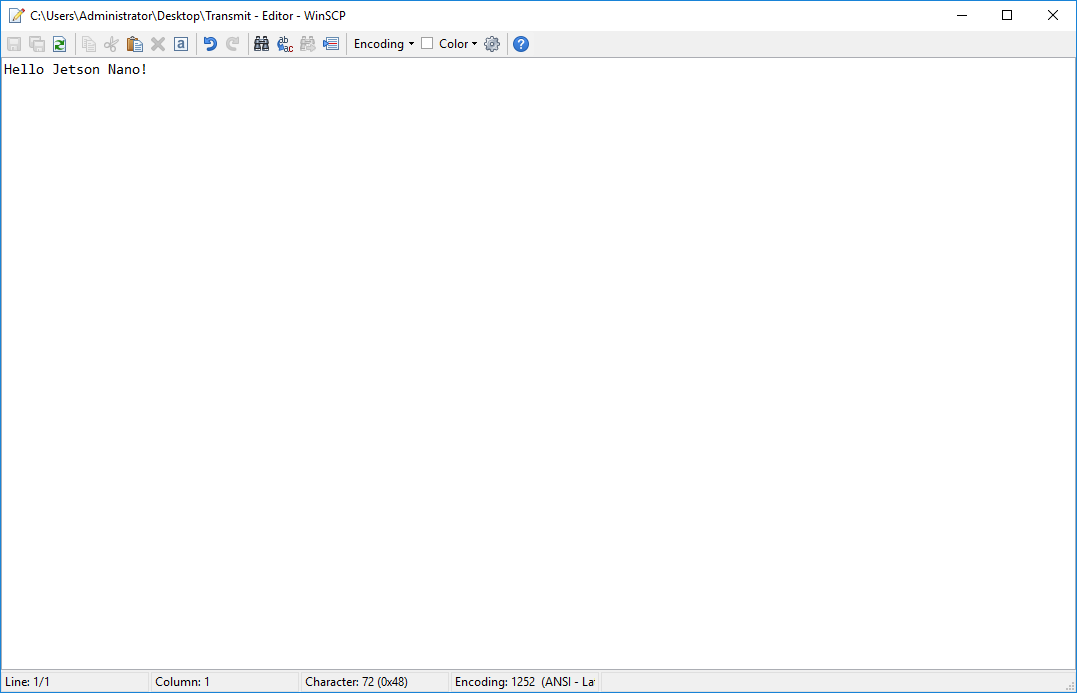 C:\Users\Administrator\Desktop\Transmit - Editor - WinSCP
Encoding Color
Hello Jetson Nano!
Line: 1/1 Column: 1 Character: 72 (0x48) Encoding: 1252 (ANSI - La